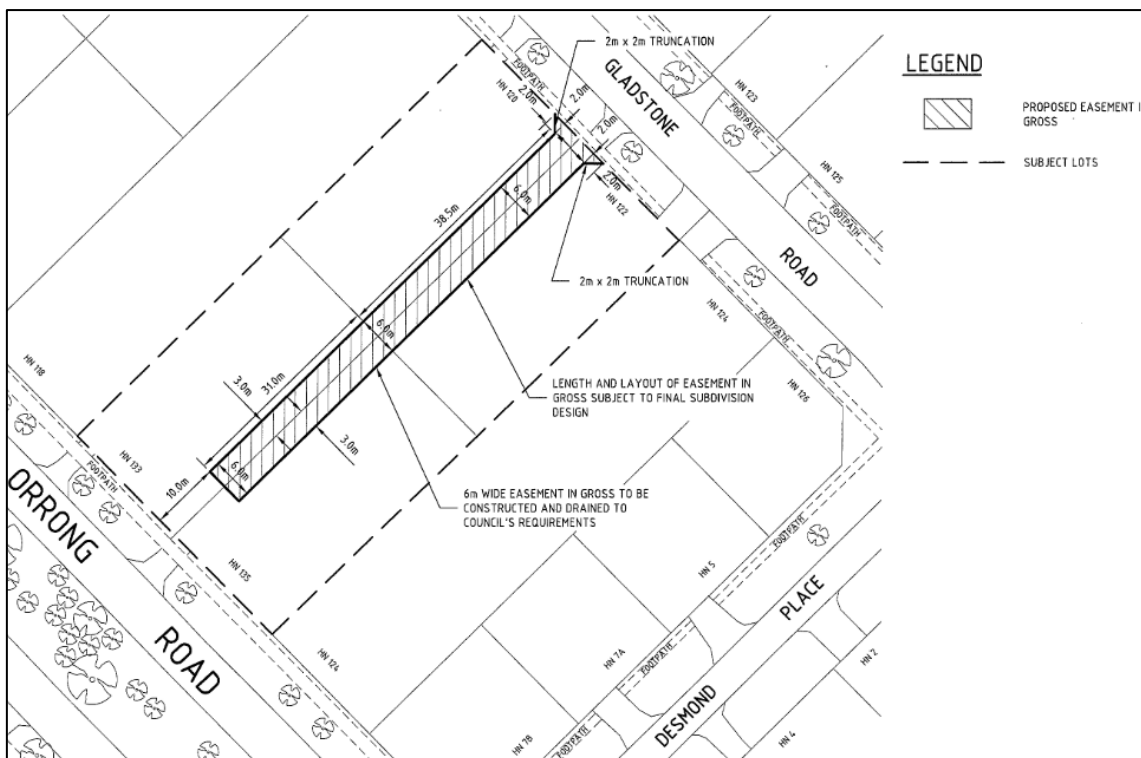 2m x 2m TRUNCATION
FOOTPATH
2.0m
HN 120
2.0m
GLADSTONE
HN 123
FOOTPATH
LEGEND
PROPOSED EASEMENT I
GROSS
SUBJECT LOTS
2.0m
2.0m
HN 122
HN 125
FOOTPATH
38.5m
6.0m
ROAD
2m x 2m TRUNCATION
HN 124
FOOTPATH
HN 126
6.0m
HN 118
3.0m
31.0m
LENGTH AND LAYOUT OF EASEMENT IN
GROSS SUBJECT TO FINAL SUBDIVISION
DESIGN
3.0m
HN 133
FOOTPATH
10.0m
6.0m
6m WIDE EASEMENT IN GROSS TO BE
CONSTRUCTED AND DRAINED TO
COUNCIL'S REQUIREMENTS
ORRONG
ROAD
HN 135
HN 124
FOOTPATH
HN 5
PLACE
HN 7A
FOOTPATH
HN 2
DESMOND
HN 7B
FOOTPATH
HN 4